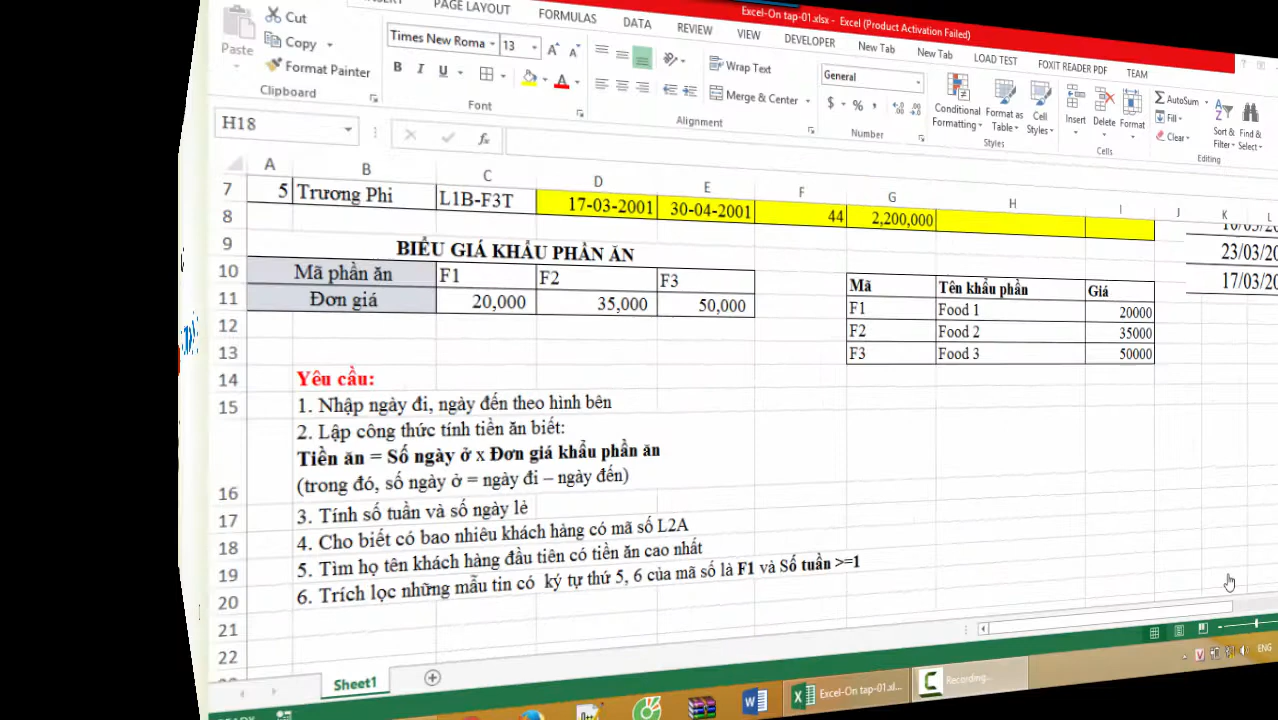 Excel-On tap-01.xlsx - Excel (Product Activation Failed)
PAGE LAYOUT FORMULAS DATA REVIEW VIEW DEVELOPER New Tab New Tab LOAD TEST FOXIT READER PDF TEAM
Cut
Copy
Format Painter
Paste
Clipboard
Times New Roma 13
B I U
Font
Wrap Text
Merge & Center
Alignment
General
$ % ,
Number
Conditional Formatting
Format as Table
Cell Styles
Styles
Insert Delete Format
Cells
AutoSum
Fill
Clear
Sort & Filter
Find & Select
Editing
H18
fx
A B C D E F G H I J K L
7 5 Trương Phi L1B-F3T 17-03-2001 30-04-2001 44 2,200,000
8
23/03/20
17/03/20
9 BIỂU GIÁ KHẨU PHẦN ĂN
10 Mã phần ăn F1 F2 F3
11 Đơn giá 20,000 35,000 50,000
Mã Tên khẩu phần Giá
F1 Food 1 20000
F2 Food 2 35000
F3 Food 3 50000
12
13
14 Yêu cầu:
15 1. Nhập ngày đi, ngày đến theo hình bên
2. Lập công thức tính tiền ăn biết:
Tiền ăn = Số ngày ở x Đơn giá khẩu phần ăn
16 (trong đó, số ngày ở = ngày đi – ngày đến)
17 3. Tính số tuần và số ngày lẻ
18 4. Cho biết có bao nhiêu khách hàng có mã số L2A
19 5. Tìm họ tên khách hàng đầu tiên có tiền ăn cao nhất
20 6. Trích lọc những mẫu tin có ký tự thứ 5, 6 của mã số là F1 và Số tuần >=1
21
22
Sheet1
Excel-On tap-01.xl...
Recording...
ENG